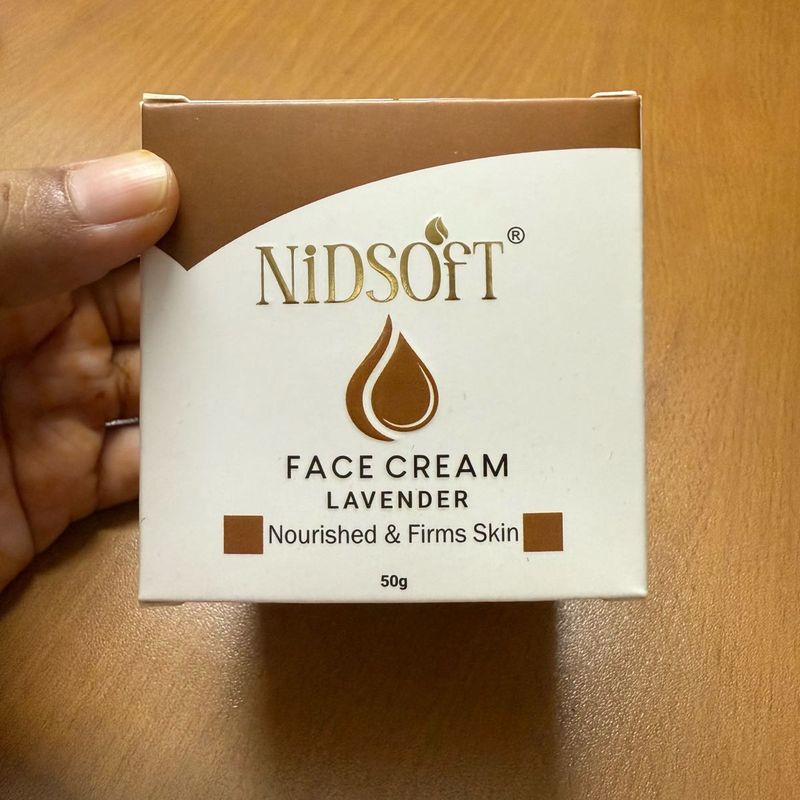 NiDSOfT ®
FACE CREAM
LAVENDER
Nourished & Firms Skin
50g